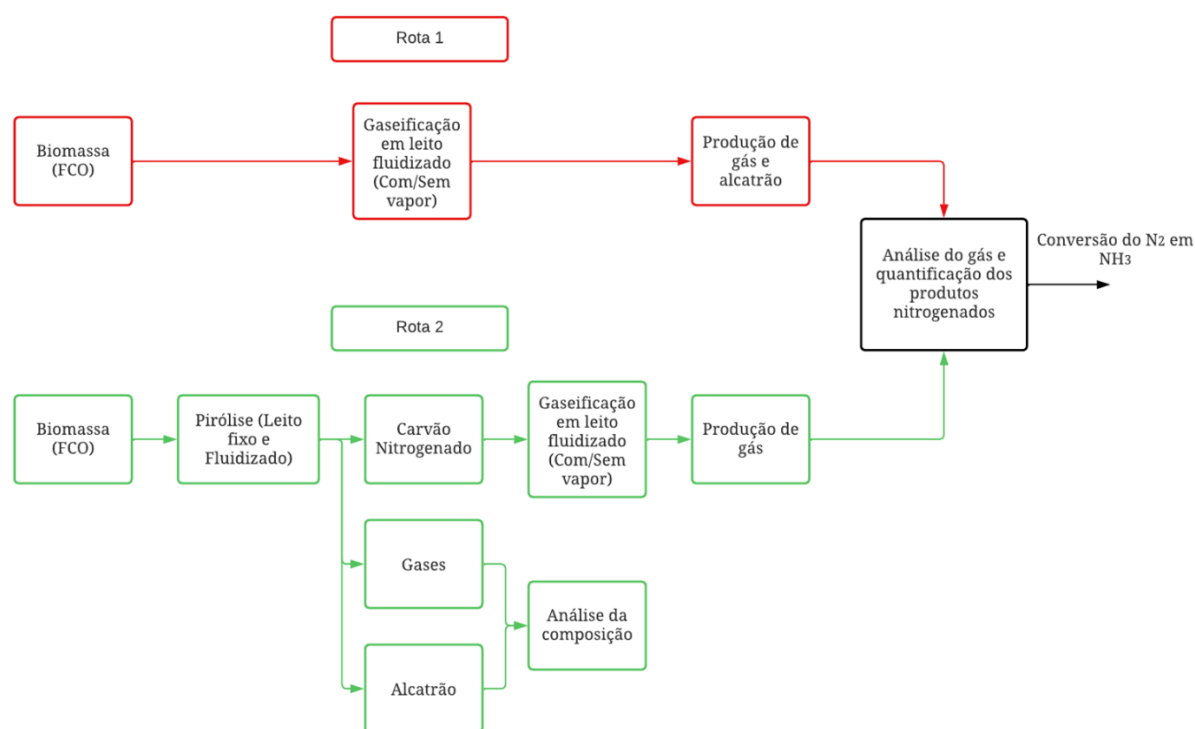 Rota 1
Biomassa
(FCO)
Gaseificação
em leito
fluidizado
(Com/Sem
vapor)
Produção de
gás e
alcatrão
Análise do gás e
quantificação dos
produtos
nitrogenados
Conversão do N2 em
NH3
Rota 2
Biomassa
(FCO)
Pirólise (Leito
fixo e
Fluidizado)
Carvão
Nitrogenado
Gaseificação
em leito
fluidizado
(Com/Sem
vapor)
Produção de
gás
Gases
Análise da
composição
Alcatrão